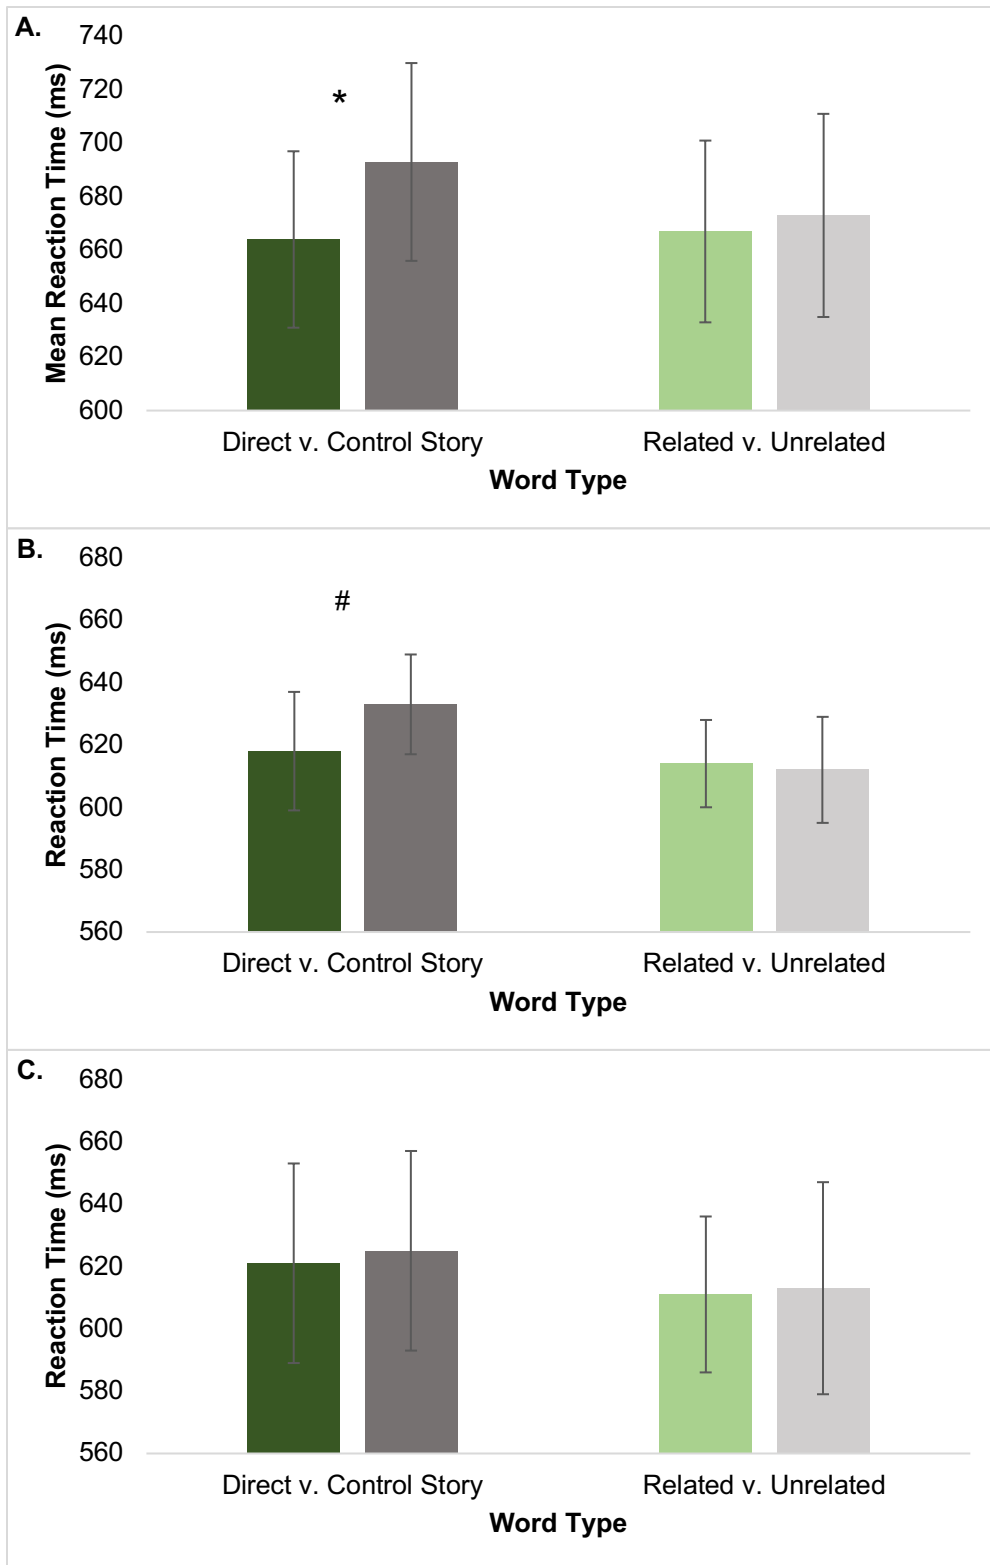 A.
Mean Reaction Time (ms)
740
720
700
680
660
640
620
600
*
Direct v. Control Story
Related v. Unrelated
Word Type
B.
Reaction Time (ms)
680
660
640
620
600
580
560
#
Direct v. Control Story
Related v. Unrelated
Word Type
C.
Reaction Time (ms)
680
660
640
620
600
580
560
Direct v. Control Story
Related v. Unrelated
Word Type